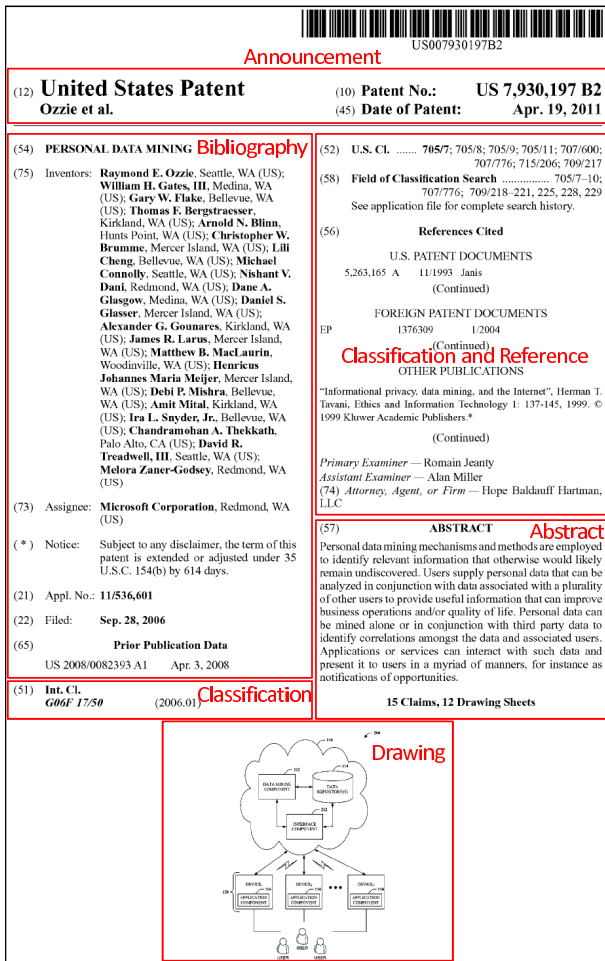 US007930197B2
Announcement
(12) United States Patent
Ozzie et al.
(10) Patent No.: US 7,930,197 B2
(45) Date of Patent: Apr. 19, 2011
(54) PERSONAL DATA MINING
Bibliography
(75) Inventors: Raymond E. Ozzie, Seattle, WA (US);
William H. Gates, III, Medina, WA
(US); Gary W. Flake, Bellevue, WA
(US); Thomas F. Bergstraesser,
Kirkland, WA (US); Arnold N. Blinn,
Hunts Point, WA (US); Christopher W.
Brumme, Mercer Island, WA (US); Lili
Cheng, Bellevue, WA (US); Michael
Connolly, Seattle, WA (US); Nishant V.
Dani, Redmond, WA (US); Dane A.
Glasgow, Medina, WA (US); Daniel S.
Glasser, Mercer Island, WA (US);
Alexander G. Gounares, Kirkland, WA
(US); James R. Larus, Mercer Island,
WA (US); Matthew B. MacLaurin,
Woodinville, WA (US); Henricus
Johannes Maria Meijer, Mercer Island,
WA (US); Debi P. Mishra, Bellevue,
WA (US); Amit Mital, Kirkland, WA
(US); Ira L. Snyder, Jr., Bellevue, WA
(US); Chandramohan A. Thekkath,
Palo Alto, CA (US); David R.
Treadwell, III, Seattle, WA (US);
Melora Zaner-Godsey, Redmond, WA
(US)
(73) Assignee: Microsoft Corporation, Redmond, WA
(US)
( * ) Notice: Subject to any disclaimer, the term of this
patent is extended or adjusted under 35
U.S.C. 154(b) by 614 days.
(21) Appl. No.: 11/536,601
(22) Filed: Sep. 28, 2006
(65) Prior Publication Data
US 2008/0082393 A1 Apr. 3, 2008
(51) Int. Cl.
G06F 17/50 (2006.01)
Classification
(52) U.S. Cl. ....... 705/7; 705/8; 705/9; 705/11; 707/600;
707/776; 715/206; 709/217
(58) Field of Classification Search ................ 705/7–10;
707/776; 709/218–221, 225, 228, 229
See application file for complete search history.
(56) References Cited
U.S. PATENT DOCUMENTS
5,263,165 A 11/1993 Janis
(Continued)
FOREIGN PATENT DOCUMENTS
EP 1376309 1/2004
(Continued)
Classification and Reference
OTHER PUBLICATIONS
“Informational privacy, data mining, and the Internet”, Herman T.
Tavani, Ethics and Information Technology 1: 137-145, 1999. ©
1999 Kluwer Academic Publishers.*
(Continued)
Primary Examiner — Romain Jeanty
Assistant Examiner — Alan Miller
(74) Attorney, Agent, or Firm — Hope Baldauff Hartman,
LLC
(57) ABSTRACT
Abstract
Personal data mining mechanisms and methods are employed
to identify relevant information that otherwise would likely
remain undiscovered. Users supply personal data that can be
analyzed in conjunction with data associated with a plurality
of other users to provide useful information that can improve
business operations and/or quality of life. Personal data can
be mined alone or in conjunction with third party data to
identify correlations amongst the data and associated users.
Applications or services can interact with such data and
present it to users in a myriad of manners, for instance as
notifications of opportunities.
15 Claims, 12 Drawing Sheets
Drawing
DATA MINING
COMPONENT
DATA
REPOSITORY(S)
INTERFACE
COMPONENT
DEVICE
APPLICATION
COMPONENT
DEVICE
APPLICATION
COMPONENT
DEVICE
APPLICATION
COMPONENT
USER
USER
USER